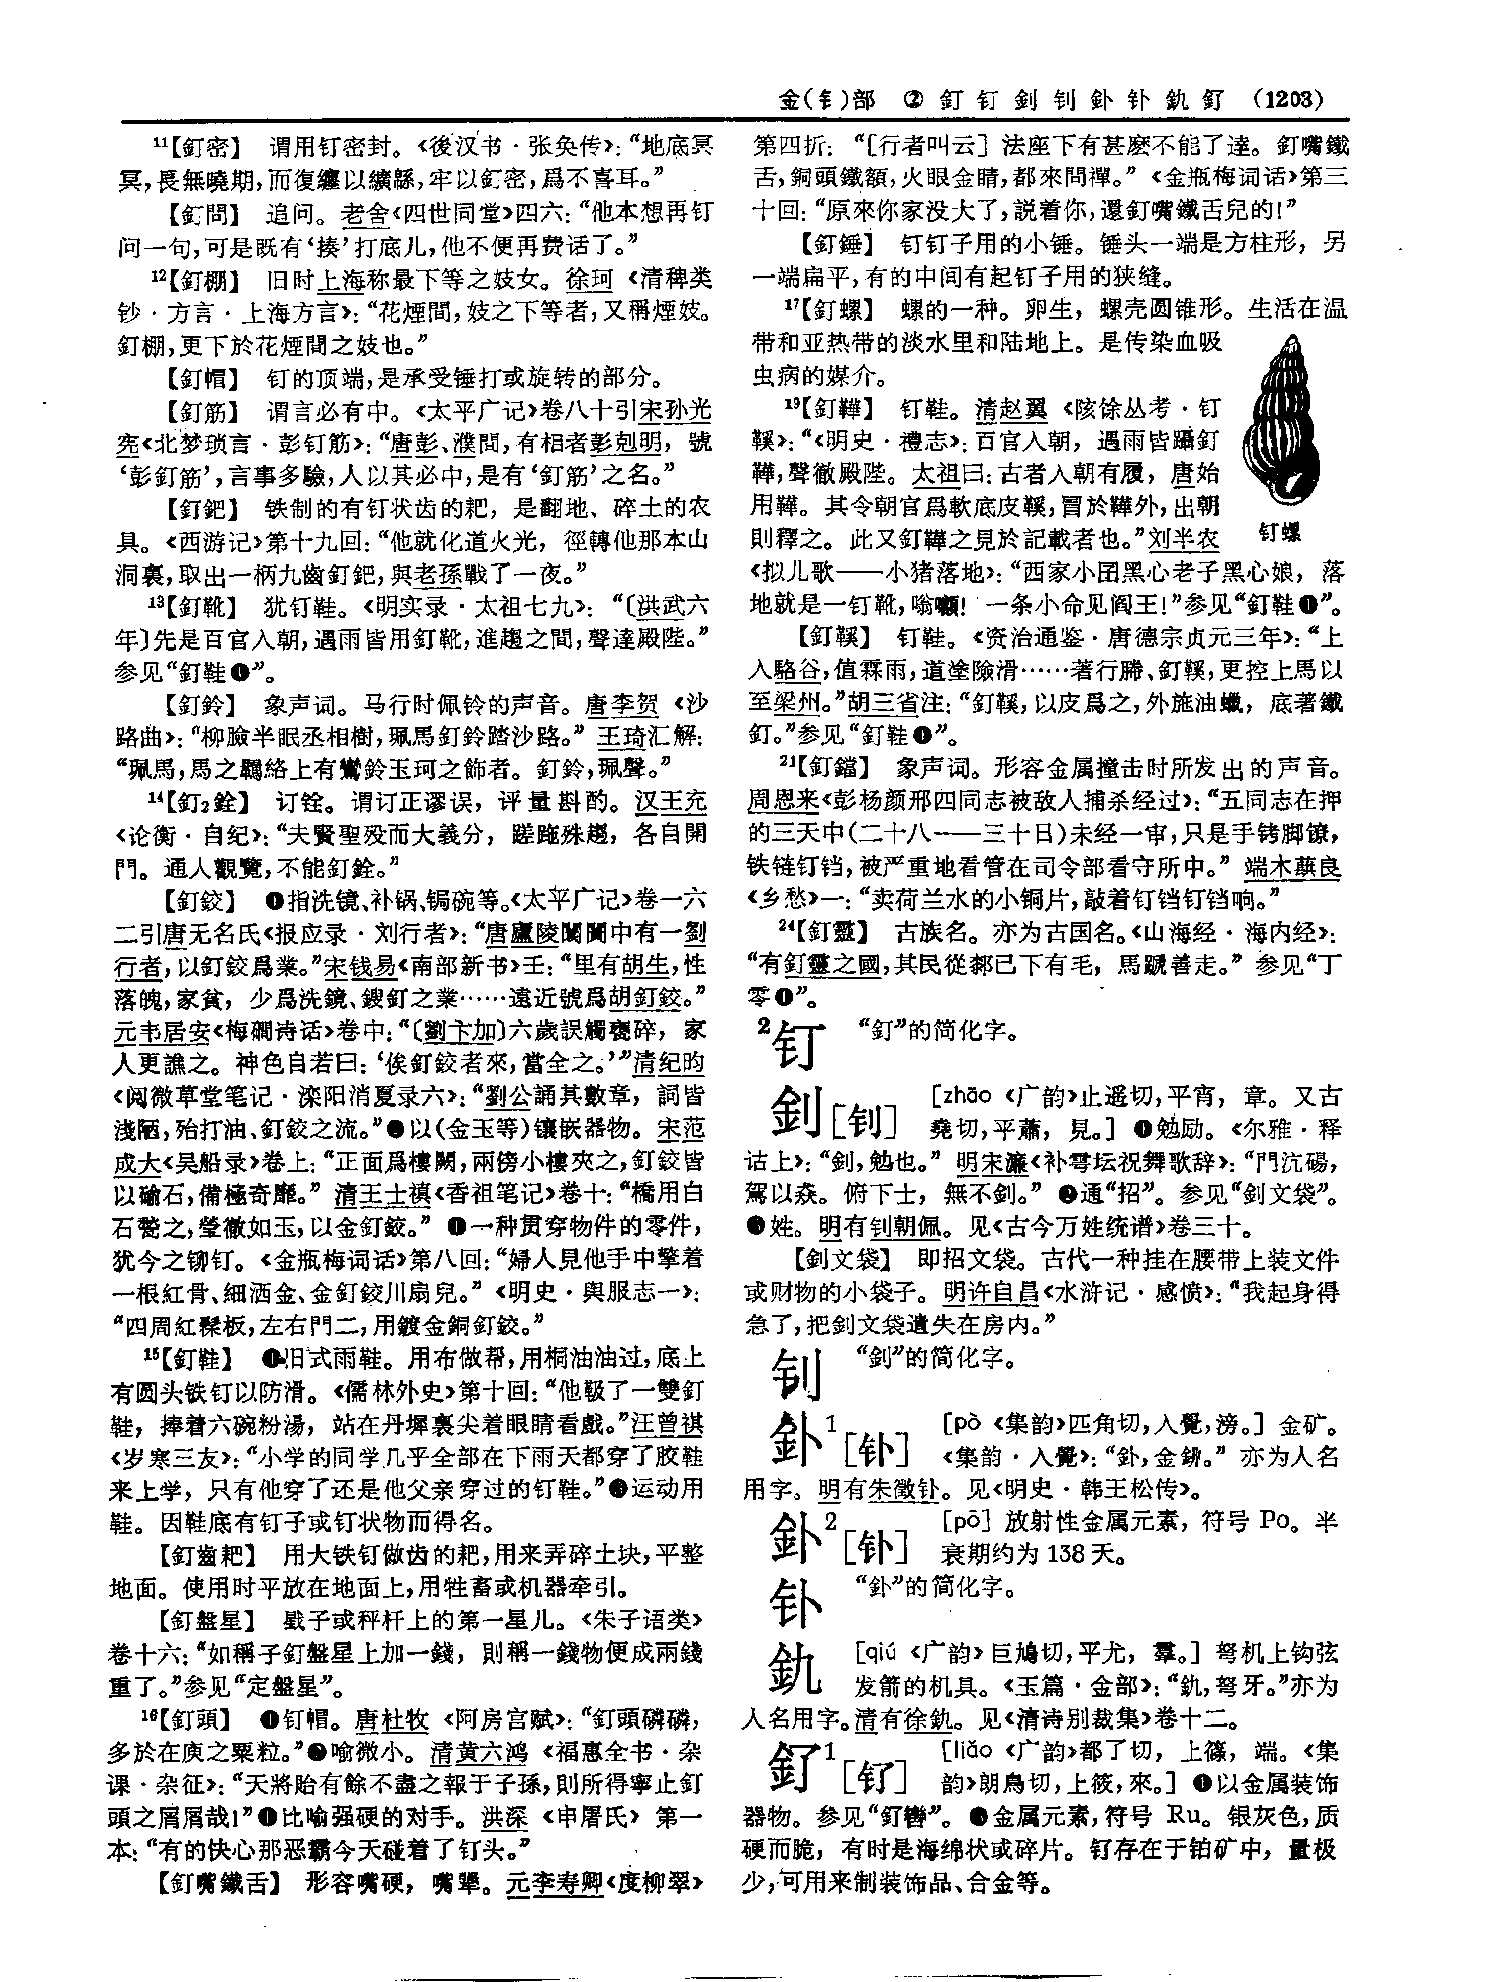 金(钅)部 ② 釘 钉 釗 钊 釙 钋 釚 釕 (1203)
¹¹【釘密】 谓用钉密封。《後汉书·张奂传》：“地底冥
冥，長無曉期，而復纏以纊緜，牢以釘密，爲不喜耳。”
【釘問】 追问。老舍《四世同堂》四六：“他本想再钉
问一句，可是既有‘揍’打底儿，他不便再费话了。”
¹²【釘棚】 旧时上海称最下等之妓女。徐珂《清稗类
钞·方言·上海方言》：“花煙間，妓之下等者，又稱煙妓。
釘棚，更下於花煙間之妓也。”
【釘帽】 钉的顶端，是承受锤打或旋转的部分。
【釘筋】 谓言必有中。《太平广记》卷八十引宋孙光
宪《北梦琐言·彭钉筋》：“唐彭、濮間，有相者彭剋明，號
‘彭釘筋’，言事多驗，人以其必中，是有‘釘筋’之名。”
【釘鈀】 铁制的有钉状齿的耙，是翻地、碎土的农
具。《西游记》第十九回：“他就化道火光，徑轉他那本山
洞裏，取出一柄九齒釘鈀，與老孫戰了一夜。”
¹³【釘靴】 犹钉鞋。《明实录·太祖七九》：“〔洪武六
年〕先是百官入朝，遇雨皆用釘靴，進趨之間，聲達殿陛。”
参见“釘鞋❶”。
【釘鈴】 象声词。马行时佩铃的声音。唐李贺《沙
路曲》：“柳臉半眠丞相樹，珮馬釘鈴踏沙路。”王琦汇解：
“珮馬，馬之羈絡上有鸞鈴玉珂之飾者。釘鈴，珮聲。”
¹⁴【釘₂銓】 订铨。谓订正谬误，评量斟酌。汉王充
《论衡·自纪》：“夫賢聖殁而大義分，蹉跎殊趨，各自開
門。通人觀覽，不能釘銓。”
【釘鉸】 ❶指洗镜、补锅、锔碗等。《太平广记》卷一六
二引唐无名氏《报应录·刘行者》：“唐廬陵闤闠中有一劉
行者，以釘鉸爲業。”宋钱易《南部新书》壬：“里有胡生，性
落魄，家貧，少爲洗鏡、鎪釘之業……遠近號爲胡釘鉸。”
元韦居安《梅磵诗话》卷中：“〔劉卞加〕六歲誤觸甕碎，家
人更譙之。神色自若曰：‘俟釘鉸者來，當全之。’”清纪昀
《阅微草堂笔记·滦阳消夏录六》：“劉公誦其數章，詞皆
淺陋，殆打油、釘鉸之流。”❷以(金玉等)镶嵌器物。宋范
成大《吴船录》卷上：“正面爲樓闕，兩傍小樓夾之，釘鉸皆
以鍮石，備極奇靡。”清王士禛《香祖笔记》卷十：“橋用白
石甃之，瑩徹如玉，以金釘鉸。”❸一种贯穿物件的零件，
犹今之铆钉。《金瓶梅词话》第八回：“婦人見他手中擎着
一根紅骨、細洒金、金釘鉸川扇兒。”《明史·舆服志一》：
“四周紅髹板，左右門二，用鍍金銅釘鉸。”
¹⁵【釘鞋】 ❶旧式雨鞋。用布做帮，用桐油油过，底上
有圆头铁钉以防滑。《儒林外史》第十回：“他靸了一雙釘
鞋，捧着六碗粉湯，站在丹墀裏尖着眼睛看戲。”汪曾祺
《岁寒三友》：“小学的同学几乎全部在下雨天都穿了胶鞋
来上学，只有他穿了还是他父亲穿过的钉鞋。”❷运动用
鞋。因鞋底有钉子或钉状物而得名。
【釘齒耙】 用大铁钉做齿的耙，用来弄碎土块，平整
地面。使用时平放在地面上，用牲畜或机器牵引。
【釘盤星】 戥子或秤杆上的第一星儿。《朱子语类》
卷十六：“如稱子釘盤星上加一錢，則稱一錢物便成兩錢
重了。”参见“定盤星”。
¹⁶【釘頭】 ❶钉帽。唐杜牧《阿房宫赋》：“釘頭磷磷，
多於在庾之粟粒。”❷喻微小。清黄六鸿《福惠全书·杂
课·杂征》：“天將貽有餘不盡之報于子孫，則所得寧止釘
頭之屑屑哉！”❸比喻强硬的对手。洪深《申屠氏》第一
本：“有的快心那恶霸今天碰着了钉头。”
【釘嘴鐵舌】 形容嘴硬，嘴犟。元李寿卿《度柳翠》
第四折：“［行者叫云］法座下有甚麽不能了達。釘嘴鐵
舌，銅頭鐵額，火眼金睛，都來問禪。”《金瓶梅词话》第三
十回：“原來你家没大了，説着你，還釘嘴鐵舌兒的！”
【釘錘】 钉钉子用的小锤。锤头一端是方柱形，另
一端扁平，有的中间有起钉子用的狭缝。
¹⁷【釘螺】 螺的一种。卵生，螺壳圆锥形。生活在温
带和亚热带的淡水里和陆地上。是传染血吸
虫病的媒介。
¹⁹【釘鞾】 钉鞋。清赵翼《陔馀丛考·钉
鞵》：“《明史·禮志》：百官入朝，遇雨皆躡釘
鞾，聲徹殿陛。太祖曰：古者入朝有履，唐始
用鞾。其令朝官爲軟底皮鞵，冒於鞾外，出朝
則釋之。此又釘鞾之見於記載者也。”刘半农
钉螺
《拟儿歌——小猪落地》：“西家小囝黑心老子黑心娘，落
地就是一钉靴，嗡嚫！一条小命见阎王！”参见“釘鞋❶”。
【釘鞵】 钉鞋。《资治通鉴·唐德宗贞元三年》：“上
入駱谷，值霖雨，道塗險滑……著行縢、釘鞵，更控上馬以
至梁州。”胡三省注：“釘鞵，以皮爲之，外施油蠟，底著鐵
釘。”参见“釘鞋❶”。
²¹【釘鐺】 象声词。形容金属撞击时所发出的声音。
周恩来《彭杨颜邢四同志被敌人捕杀经过》：“五同志在押
的三天中(二十八——三十日)未经一审，只是手铐脚镣，
铁链钉铛，被严重地看管在司令部看守所中。”端木蕻良
《乡愁》一：“卖荷兰水的小铜片，敲着钉铛钉铛响。”
²⁴【釘靈】 古族名。亦为古国名。《山海经·海内经》：
“有釘靈之國，其民從䣛已下有毛，馬蹏善走。”参见“丁
零❶”。
²钉 “釘”的简化字。
釗［钊］ ［zhāo《广韵》止遥切，平宵，章。又古
堯切，平蕭，見。］❶勉励。《尔雅·释
诂上》：“釗，勉也。”明宋濂《补雩坛祝舞歌辞》：“門沆碭，
駕以猋。俯下士，無不釗。”❷通“招”。参见“釗文袋”。
❸姓。明有钊朝佩。见《古今万姓统谱》卷三十。
【釗文袋】 即招文袋。古代一种挂在腰带上装文件
或财物的小袋子。明许自昌《水浒记·感愤》：“我起身得
急了，把釗文袋遺失在房内。”
钊 “釗”的简化字。
釙¹［钋］ ［pò《集韵》匹角切，入覺，滂。］金矿。
《集韵·入覺》：“釙，金鉚。”亦为人名
用字。明有朱徵钋。见《明史·韩王松传》。
釙²［钋］ ［pō］放射性金属元素，符号 Po。半
衰期约为138天。
钋 “釙”的简化字。
釚 ［qiú《广韵》巨鳩切，平尤，羣。］弩机上钩弦
发箭的机具。《玉篇·金部》：“釚，弩牙。”亦为
人名用字。清有徐釚。见《清诗别裁集》卷十二。
釕¹［钌］ ［liǎo《广韵》都了切，上篠，端。《集
韵》朗鳥切，上筱，來。］❶以金属装饰
器物。参见“釕轡”。❷金属元素，符号 Ru。银灰色，质
硬而脆，有时是海绵状或碎片。钌存在于铂矿中，量极
少，可用来制装饰品、合金等。